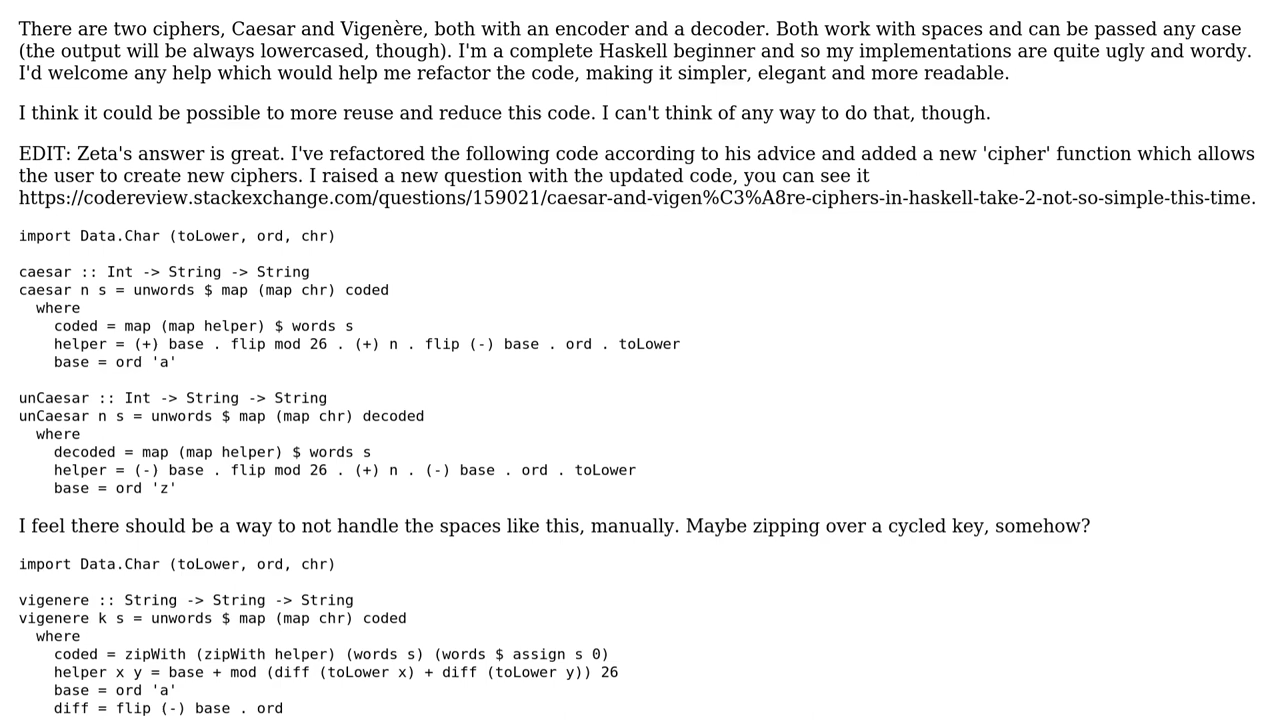 There are two ciphers, Caesar and Vigenère, both with an encoder and a decoder. Both work with spaces and can be passed any case
(the output will be always lowercased, though). I'm a complete Haskell beginner and so my implementations are quite ugly and wordy.
I'd welcome any help which would help me refactor the code, making it simpler, elegant and more readable.
I think it could be possible to more reuse and reduce this code. I can't think of any way to do that, though.
EDIT: Zeta's answer is great. I've refactored the following code according to his advice and added a new 'cipher' function which allows
the user to create new ciphers. I raised a new question with the updated code, you can see it
https://codereview.stackexchange.com/questions/159021/caesar-and-vigen%C3%A8re-ciphers-in-haskell-take-2-not-so-simple-this-time.
import Data.Char (toLower, ord, chr)
caesar :: Int -> String -> String
caesar n s = unwords $ map (map chr) coded
  where
    coded = map (map helper) $ words s
    helper = (+) base . flip mod 26 . (+) n . flip (-) base . ord . toLower
    base = ord 'a'
unCaesar :: Int -> String -> String
unCaesar n s = unwords $ map (map chr) decoded
  where
    decoded = map (map helper) $ words s
    helper = (-) base . flip mod 26 . (+) n . (-) base . ord . toLower
    base = ord 'z'
I feel there should be a way to not handle the spaces like this, manually. Maybe zipping over a cycled key, somehow?
import Data.Char (toLower, ord, chr)
vigenere :: String -> String -> String
vigenere k s = unwords $ map (map chr) coded
  where
    coded = zipWith (zipWith helper) (words s) (words $ assign s 0)
    helper x y = base + mod (diff (toLower x) + diff (toLower y)) 26
    base = ord 'a'
    diff = flip (-) base . ord